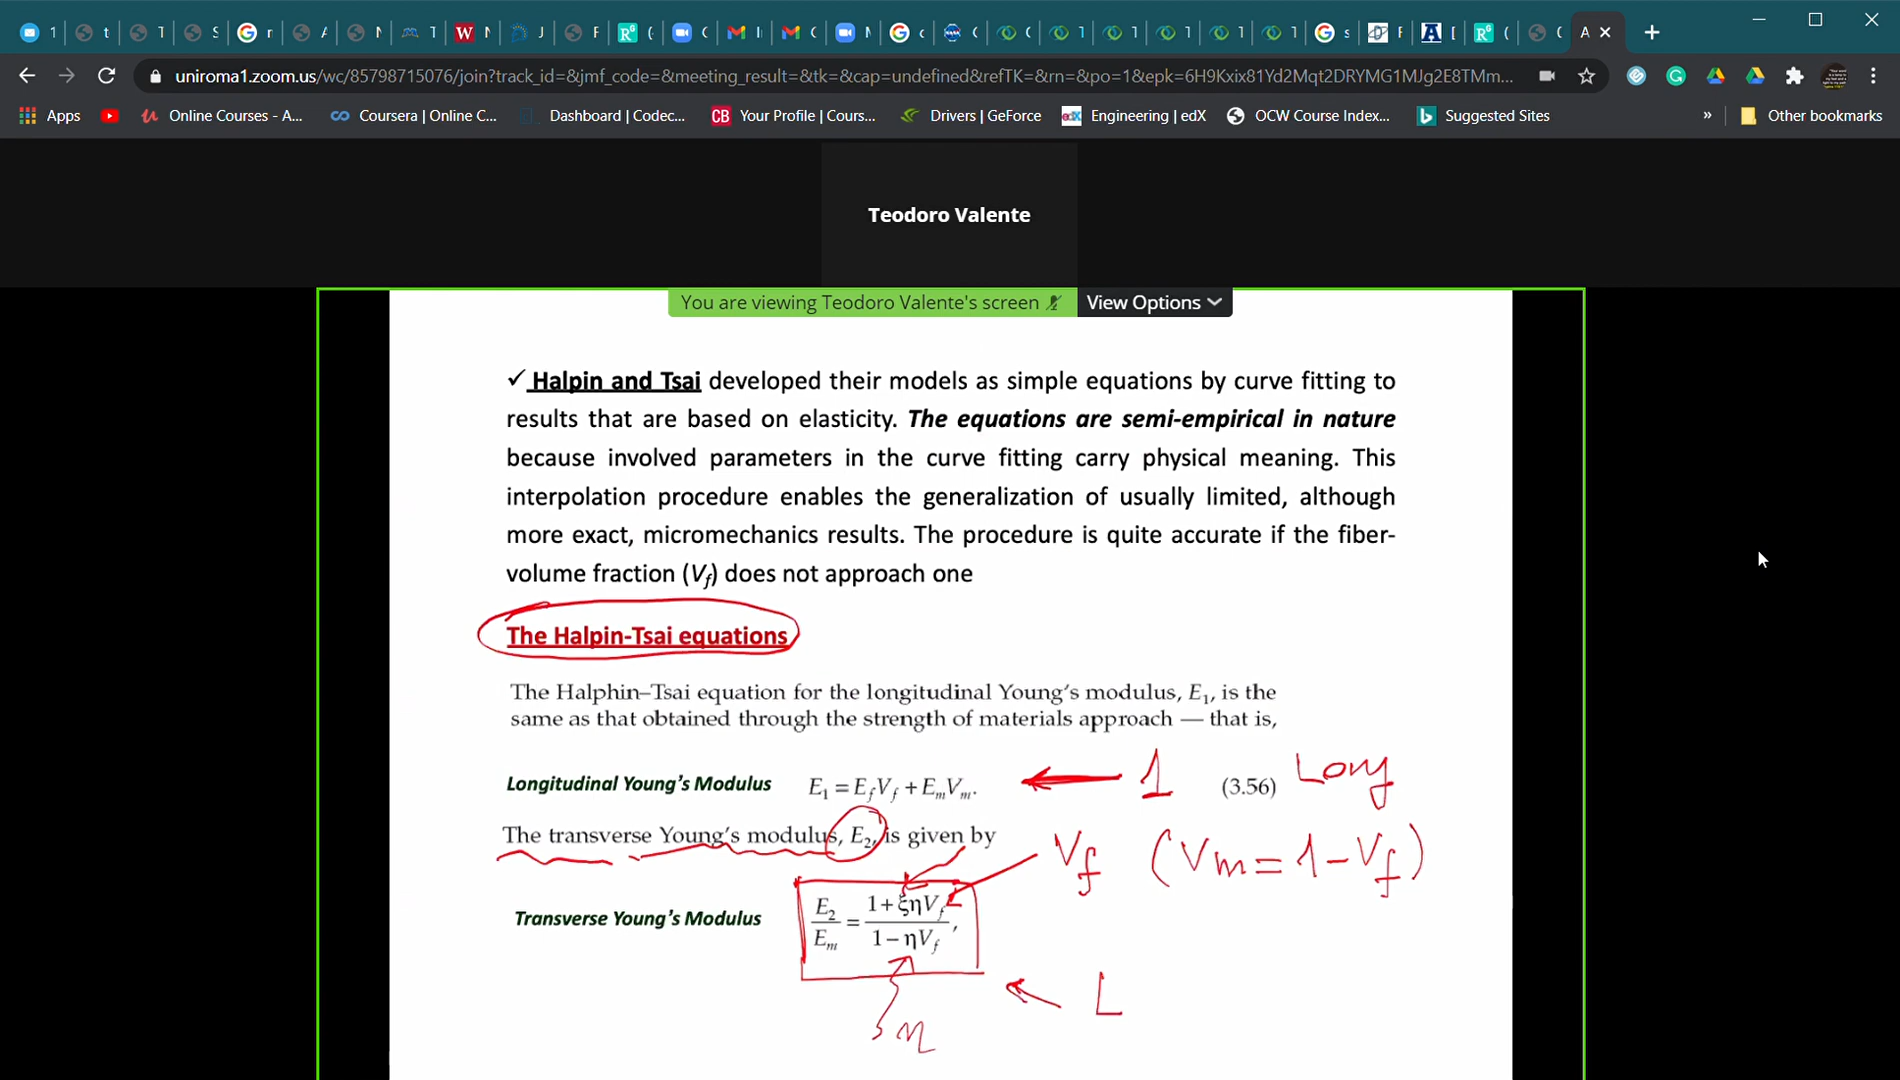 uniroma1.zoom.us/wc/85798715076/join?track_id=&jmf_code=&meeting_result=&tk=&cap=undefined&refTK=&rn=&po=1&epk=6H9Kxix81Yd2Mqt2DRYMG1MJg2E8TMm...
Apps Online Courses - A... Coursera | Online C... Dashboard | Codec... CB Your Profile | Cours... Drivers | GeForce edX Engineering | edX OCW Course Index... Suggested Sites » Other bookmarks
Teodoro Valente
You are viewing Teodoro Valente's screen View Options
✓ Halpin and Tsai developed their models as simple equations by curve fitting to
results that are based on elasticity. The equations are semi-empirical in nature
because involved parameters in the curve fitting carry physical meaning. This
interpolation procedure enables the generalization of usually limited, although
more exact, micromechanics results. The procedure is quite accurate if the fiber-
volume fraction (Vf) does not approach one
The Halpin-Tsai equations
The Halphin–Tsai equation for the longitudinal Young's modulus, E1, is the
same as that obtained through the strength of materials approach — that is,
Longitudinal Young's Modulus E1 = EfVf + EmVm. 1 (3.56) Long
The transverse Young's modulus, E2, is given by Vf (Vm = 1 - Vf)
Transverse Young's Modulus E2/Em = (1 + ξηVf)/(1 − ηVf),
L
η